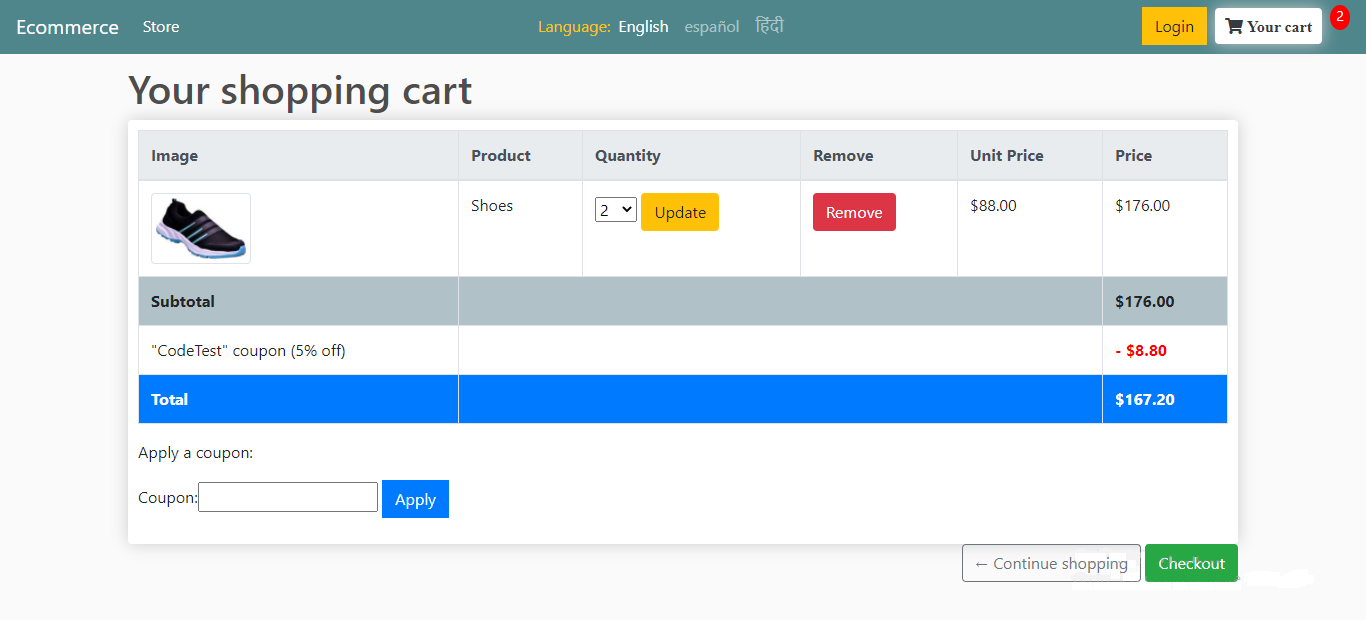 Ecommerce Store Language: English español हिंदी Login Your cart 2
Your shopping cart
Image Product Quantity Remove Unit Price Price
Shoes 2 Update Remove $88.00 $176.00
Subtotal $176.00
"CodeTest" coupon (5% off) - $8.80
Total $167.20
Apply a coupon:
Coupon: Apply
← Continue shopping Checkout